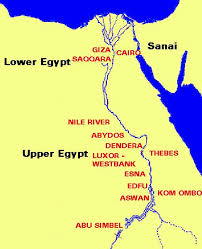 Sanai
GIZA
CAIRO
Lower Egypt
SAQQARA
NILE RIVER
ABYDOS
DENDERA
Upper Egypt
LUXOR -
WESTBANK
THEBES
ESNA
EDFU
KOM OMBO
ASWAN
ABU SIMBEL